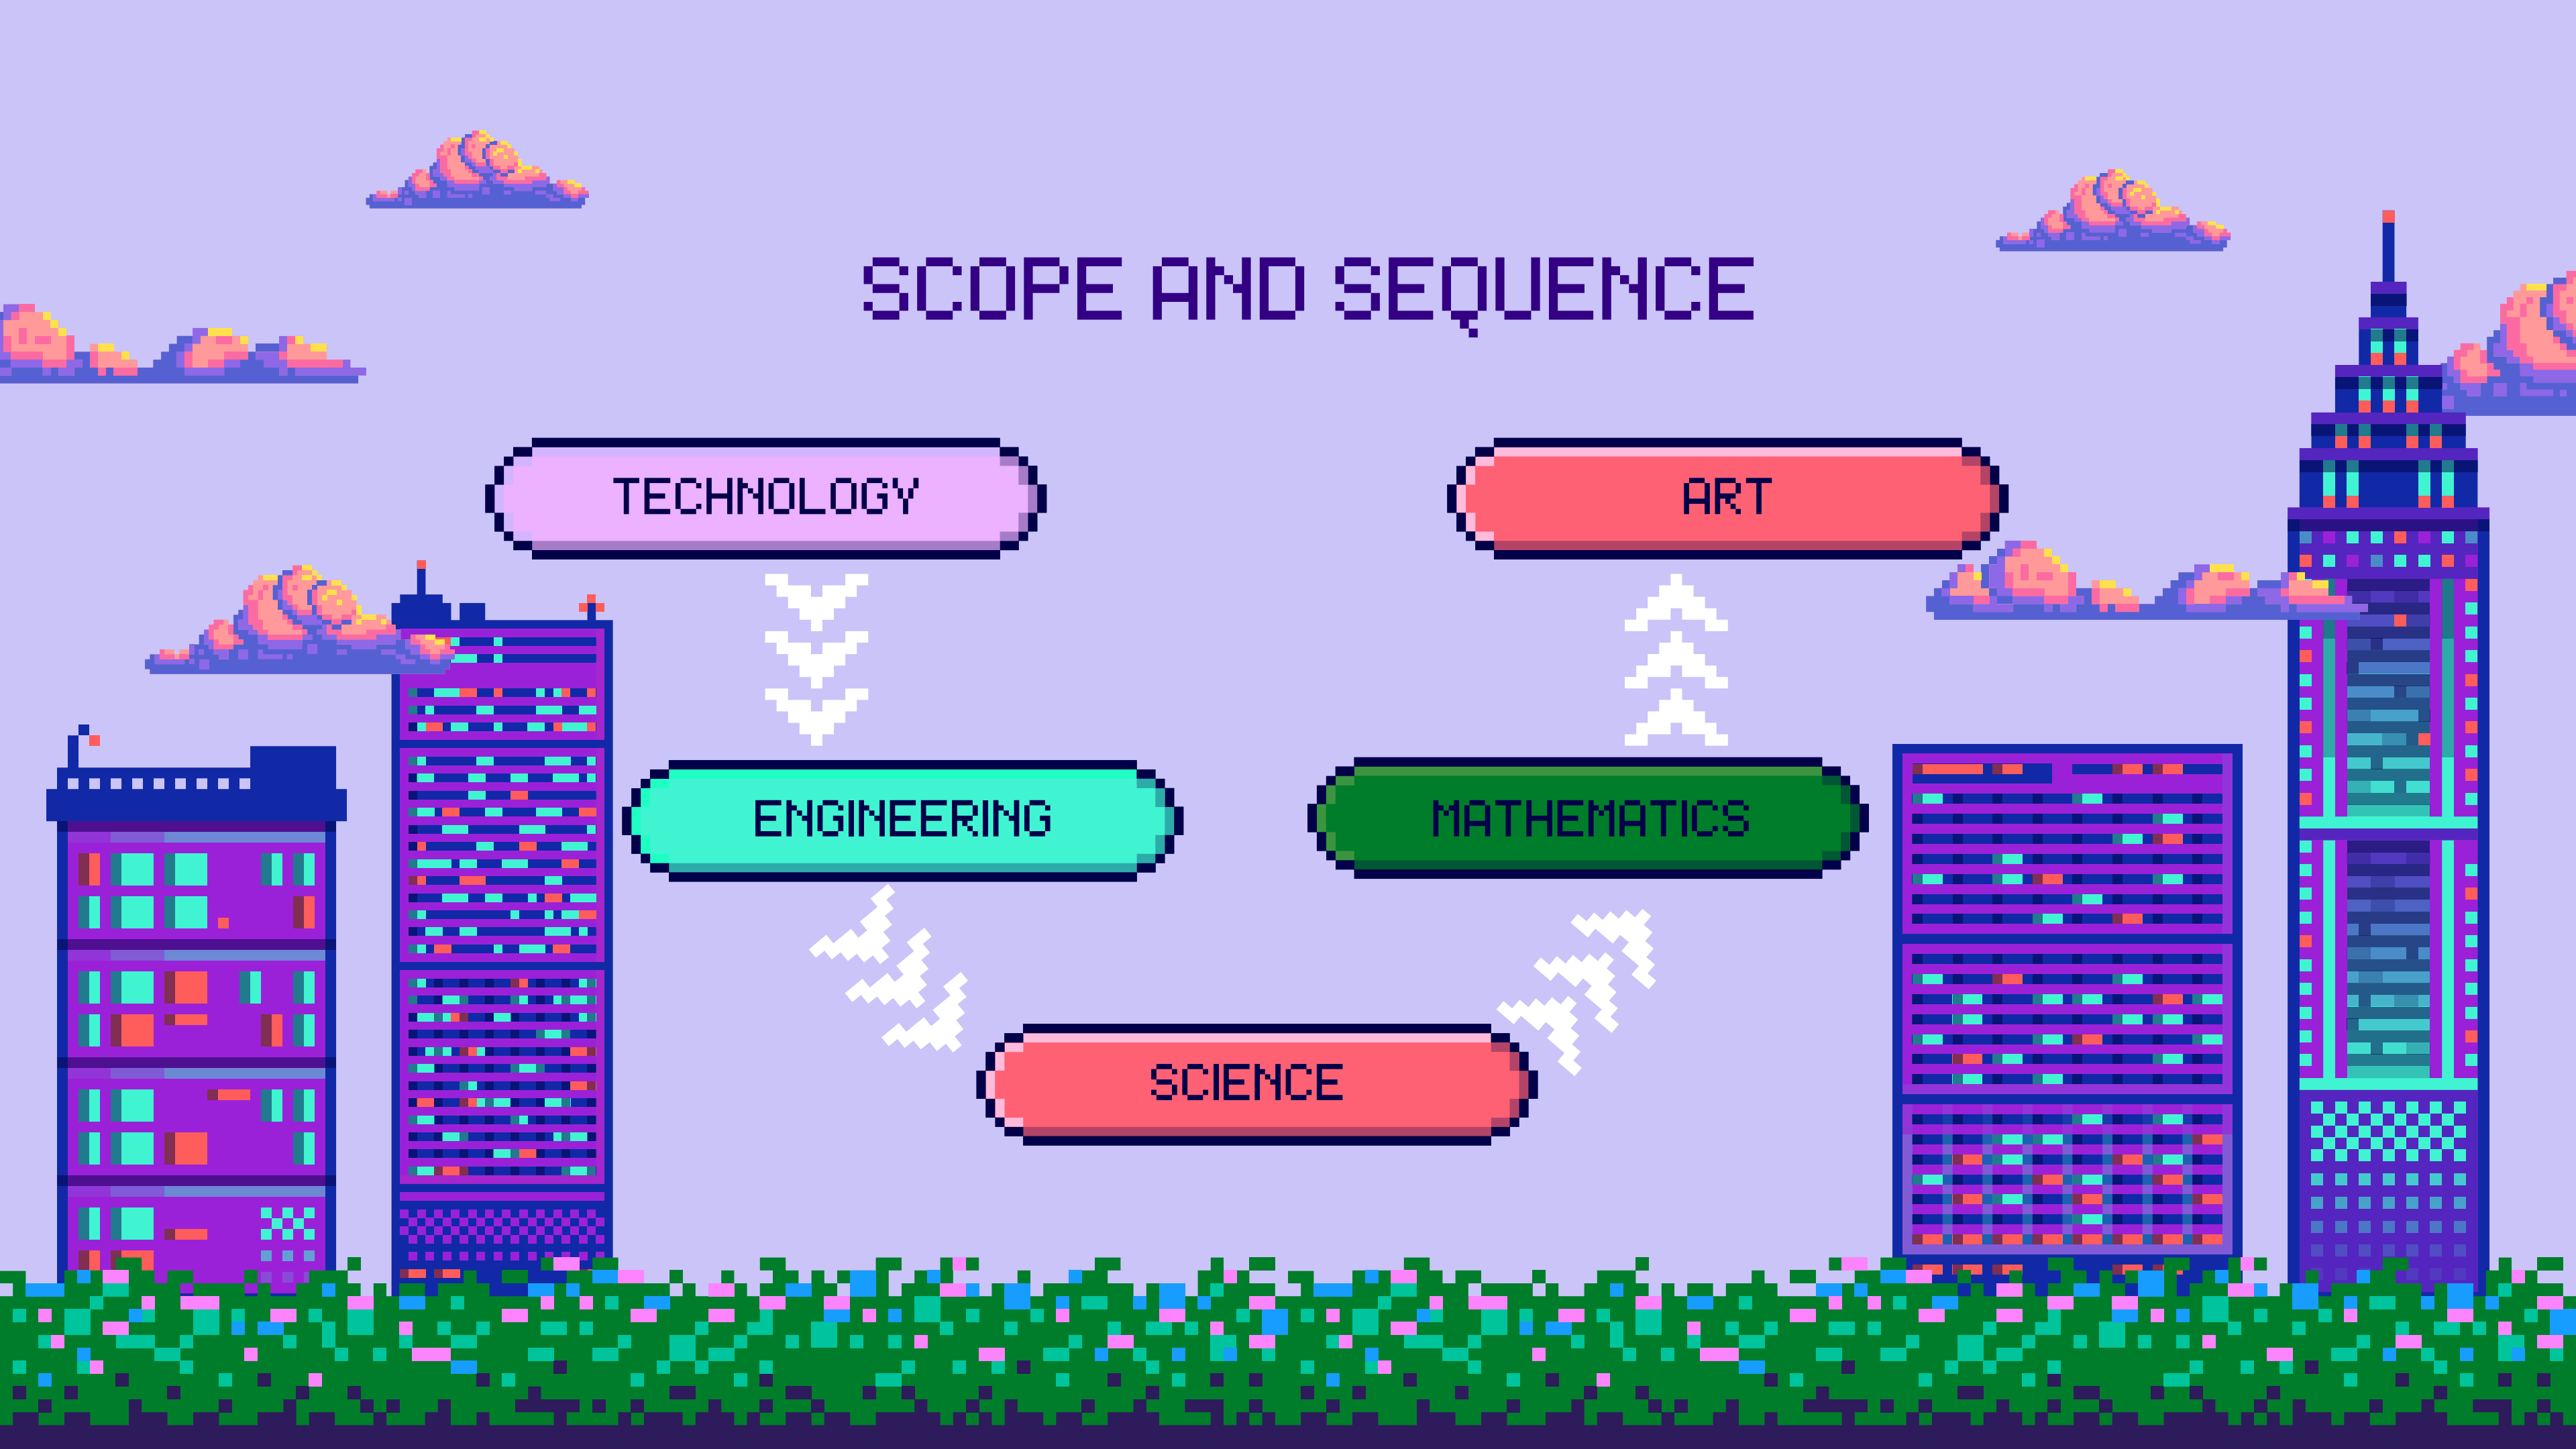 SCOPE AND SEQUENCE
TECHNOLOGY
ART
ENGINEERING
MATHEMATICS
SCIENCE